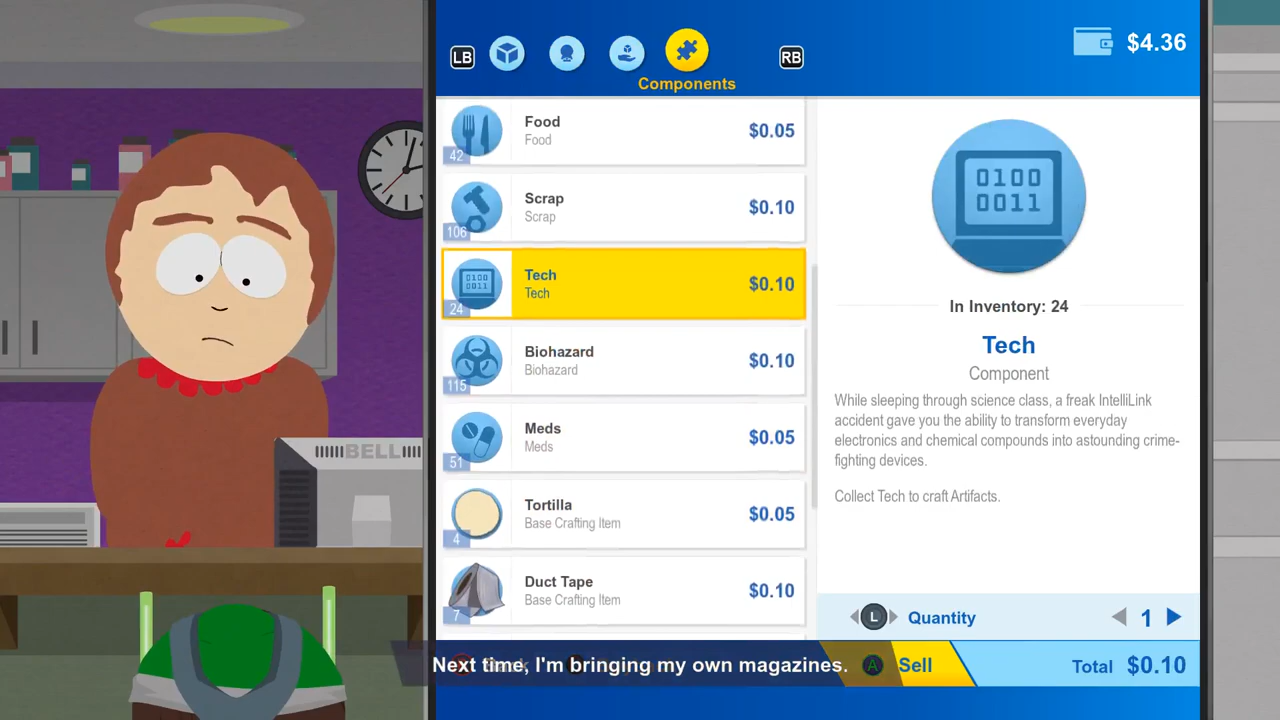 $4.36
LB
RB
Components
Food
Food
$0.05
42
Scrap
Scrap
$0.10
106
Tech
Tech
$0.10
24
0100
0011
Biohazard
Biohazard
$0.10
115
Meds
Meds
$0.05
51
Tortilla
Base Crafting Item
$0.05
4
Duct Tape
Base Crafting Item
$0.10
7
0100
0011
In Inventory: 24
Tech
Component
While sleeping through science class, a freak IntelliLink
accident gave you the ability to transform everyday
electronics and chemical compounds into astounding crime-
fighting devices.
Collect Tech to craft Artifacts.
L
Quantity
1
A
Sell
Total
$0.10
BELL
Next time, I'm bringing my own magazines.